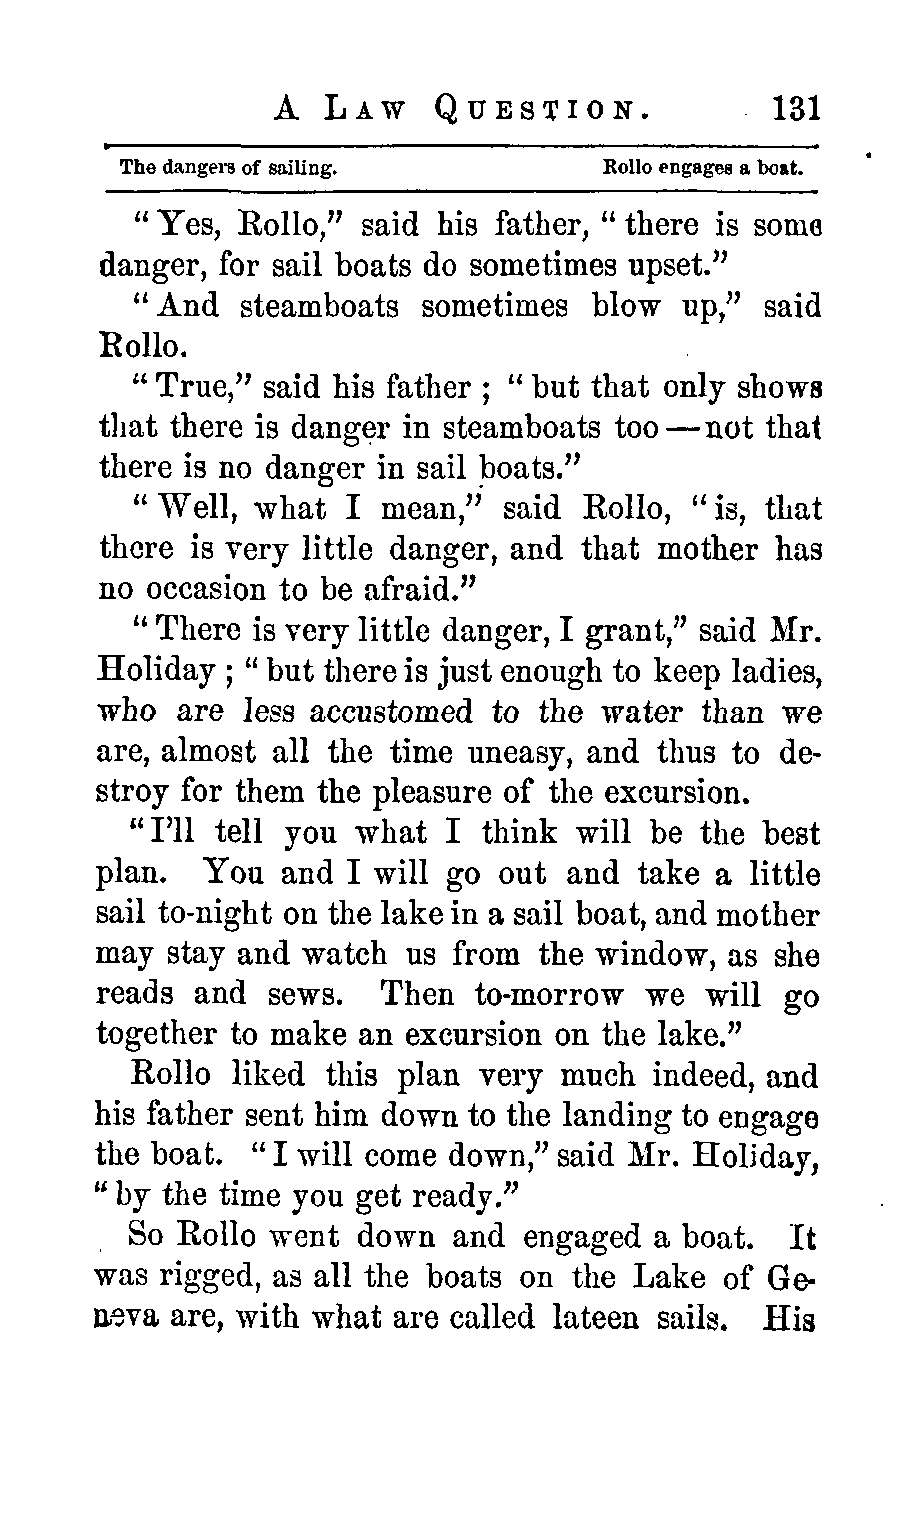 A LAW QUESTION. 131
The dangers of sailing. Rollo engages a boat.
“Yes, Rollo,” said his father, “there is some
danger, for sail boats do sometimes upset.”
“And steamboats sometimes blow up,” said
Rollo.
“True,” said his father; “but that only shows
that there is danger in steamboats too—not that
there is no danger in sail boats.”
“Well, what I mean,” said Rollo, “is, that
there is very little danger, and that mother has
no occasion to be afraid.”
“There is very little danger, I grant,” said Mr.
Holiday; “but there is just enough to keep ladies,
who are less accustomed to the water than we
are, almost all the time uneasy, and thus to de-
stroy for them the pleasure of the excursion.
“I’ll tell you what I think will be the best
plan. You and I will go out and take a little
sail to-night on the lake in a sail boat, and mother
may stay and watch us from the window, as she
reads and sews. Then to-morrow we will go
together to make an excursion on the lake.”
Rollo liked this plan very much indeed, and
his father sent him down to the landing to engage
the boat. “I will come down,” said Mr. Holiday,
“by the time you get ready.”
So Rollo went down and engaged a boat. It
was rigged, as all the boats on the Lake of Ge-
neva are, with what are called lateen sails. His